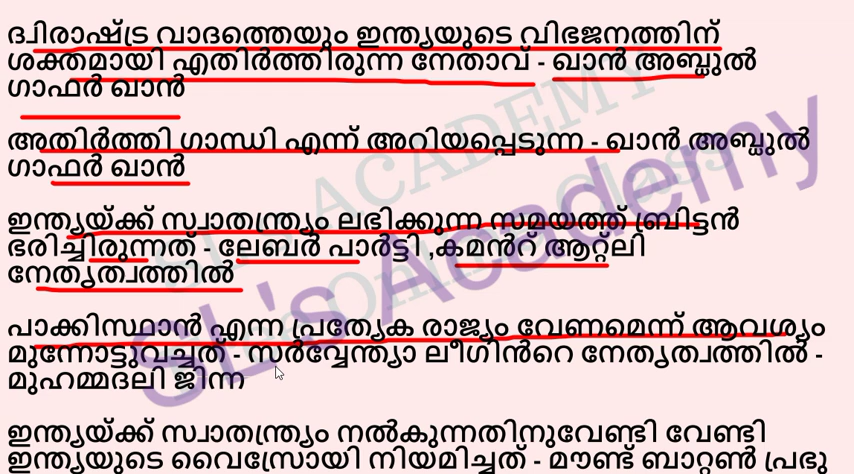 ദ്വിരാഷ്ട്ര വാദത്തെയും ഇന്ത്യയുടെ വിഭജനത്തിന്
ശക്തമായി എതിർത്തിരുന്ന നേതാവ് - ഖാൻ അബ്ദുൽ
ഗാഫർ ഖാൻ
അതിർത്തി ഗാന്ധി എന്ന് അറിയപ്പെടുന്ന - ഖാൻ അബ്ദുൽ
ഗാഫർ ഖാൻ
ഇന്ത്യയ്ക്ക് സ്വാതന്ത്ര്യം ലഭിക്കുന്ന സമയത്ത് ബ്രിട്ടൻ
ഭരിച്ചിരുന്നത് - ലേബർ പാർട്ടി ,കമൻറ് ആറ്റ്ലി
നേതൃത്വത്തിൽ
പാക്കിസ്ഥാൻ എന്ന പ്രത്യേക രാജ്യം വേണമെന്ന് ആവശ്യം
മുന്നോട്ടുവച്ചത് - സർവ്വേന്ത്യാ ലീഗിൻറെ നേതൃത്വത്തിൽ -
മുഹമ്മദലി ജിന്ന
ഇന്ത്യയ്ക്ക് സ്വാതന്ത്ര്യം നൽകുന്നതിനുവേണ്ടി വേണ്ടി
ഇന്ത്യയുടെ വൈസ്രോയി നിയമിച്ചത് - മൗണ്ട് ബാറ്റൺ പ്രഭു
SL's Academy